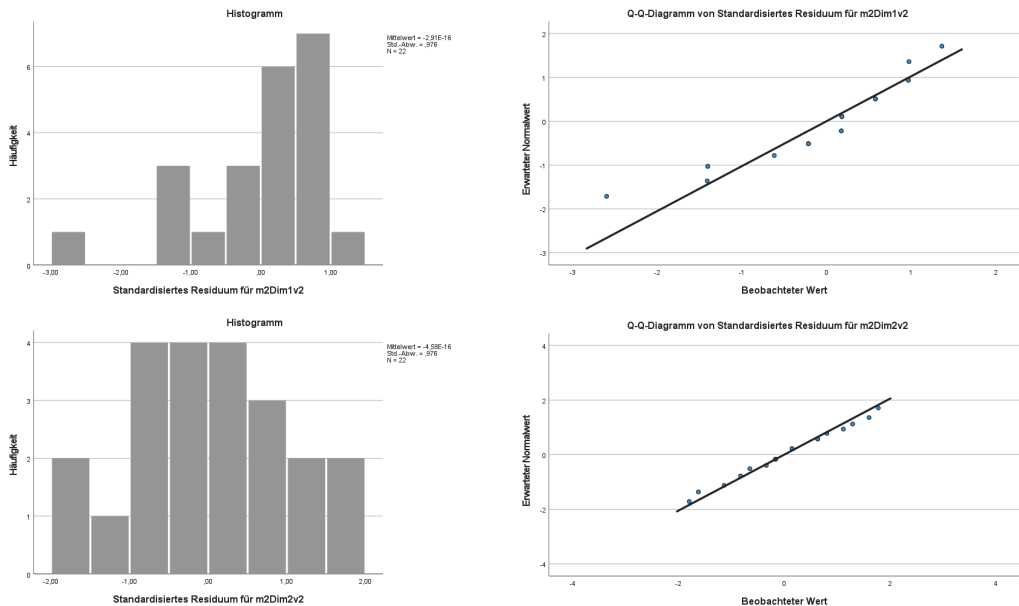 Histogramm
Mittelwert = -2,91E-16
Std.-Abw. = ,976
N = 22
Häufigkeit
6
4
2
0
-3,00 -2,00 -1,00 ,00 1,00
Standardisiertes Residuum für m2Dim1v2
Q-Q-Diagramm von Standardisiertes Residuum für m2Dim1v2
Erwarteter Normalwert
2
1
0
-1
-2
-3
-3 -2 -1 0 1 2
Beobachteter Wert
Histogramm
Mittelwert = -4,58E-16
Std.-Abw. = ,976
N = 22
Häufigkeit
4
3
2
1
0
-2,00 -1,00 ,00 1,00 2,00
Standardisiertes Residuum für m2Dim2v2
Q-Q-Diagramm von Standardisiertes Residuum für m2Dim2v2
Erwarteter Normalwert
4
2
0
-2
-4
-4 -2 0 2 4
Beobachteter Wert